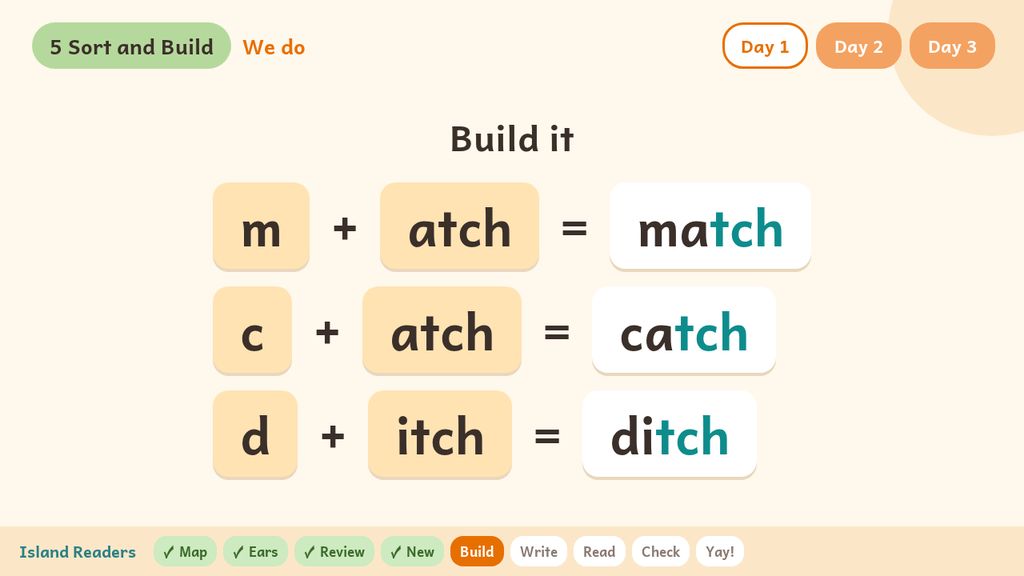 5 Sort and Build We do Day 1 Day 2 Day 3
Build it
m + atch = match
c + atch = catch
d + itch = ditch
Island Readers ✓ Map ✓ Ears ✓ Review ✓ New Build Write Read Check Yay!